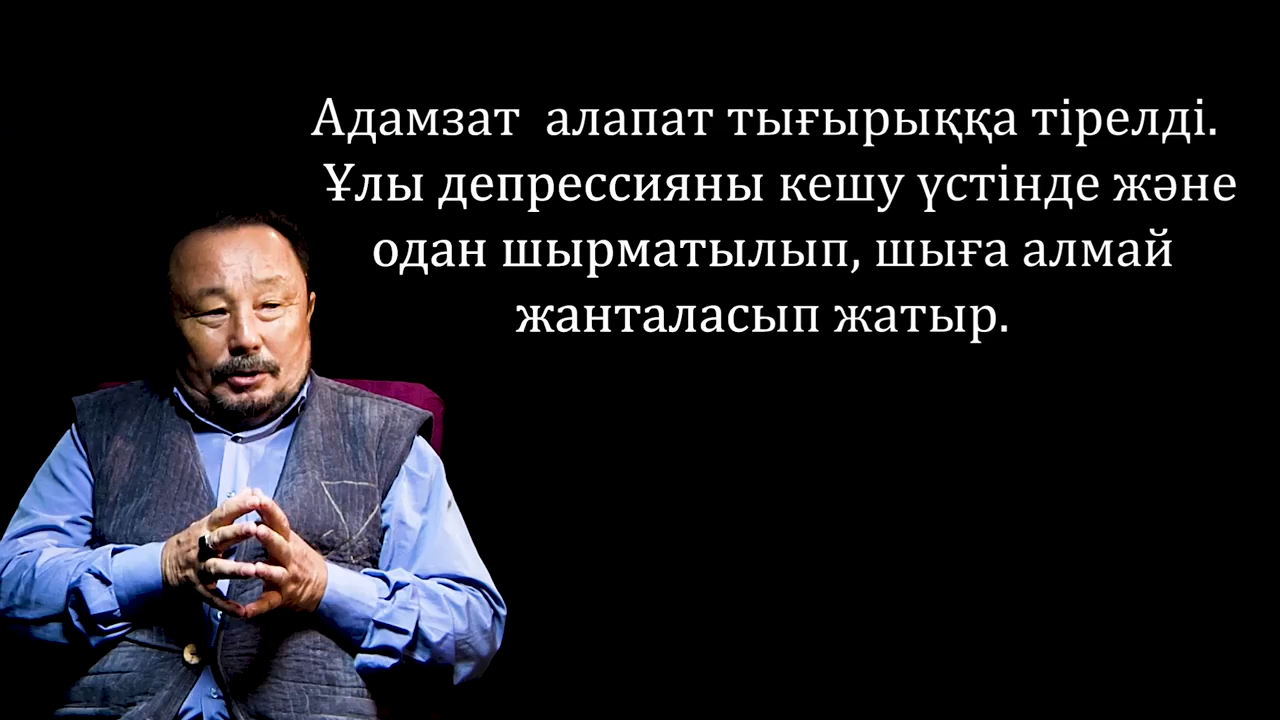 Адамзат алапат тығырыққа тірелді.
Ұлы депрессияны кешу үстінде және
одан шырматылып, шыға алмай
жанталасып жатыр.